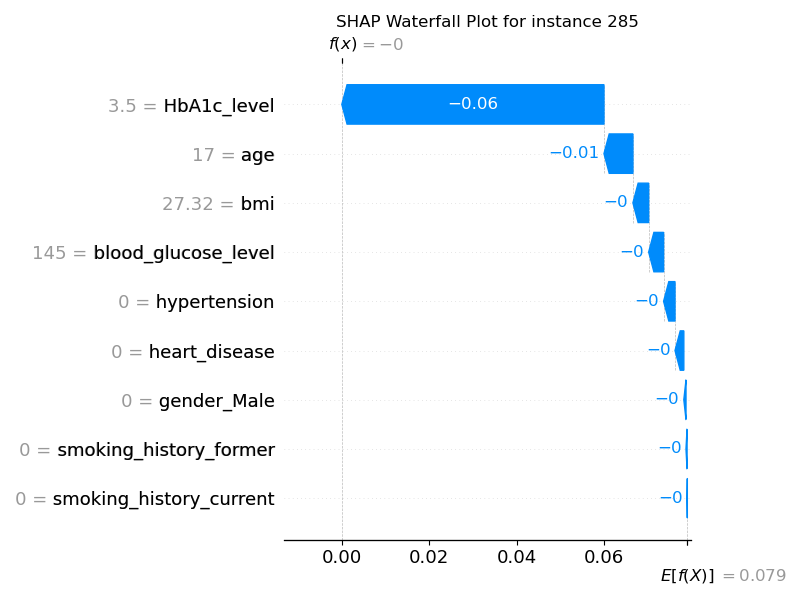 SHAP Waterfall Plot for instance 285
f(x) = −0
3.5 = HbA1c_level
−0.06
17 = age
−0.01
27.32 = bmi
−0
145 = blood_glucose_level
−0
0 = hypertension
−0
0 = heart_disease
−0
0 = gender_Male
−0
0 = smoking_history_former
−0
0 = smoking_history_current
−0
0.00 0.02 0.04 0.06
E[f(X)] = 0.079